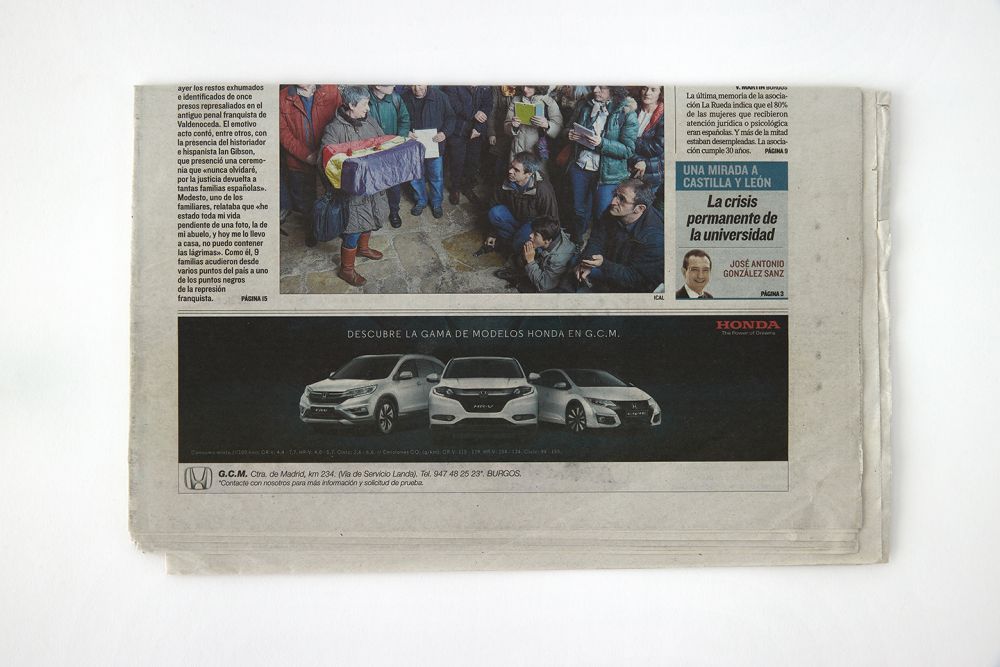 ayer los restos exhumados
e identificados de once
presos represaliados en el
antiguo penal franquista de
Valdenoceda. El emotivo
acto contó, entre otros, con
la presencia del historiador
e hispanista Ian Gibson,
que presenció una ceremo-
nia que «nunca olvidaré,
por la justicia devuelta a
tantas familias españolas».
Modesto, uno de los
familiares, relataba que «he
estado toda mi vida
pendiente de una foto, la de
mi abuelo, y hoy me lo llevo
a casa, no puedo contener
las lágrimas». Como él, 9
familias acudieron desde
varios puntos del país a uno
de los puntos negros
de la represión
franquista. PÁGINA 15
ICAL
V. MARTÍN BURGOS
La última memoria de la asocia-
ción La Rueda indica que el 80%
de las mujeres que recibieron
atención jurídica o psicológica
eran españolas. Y más de la mitad
estaban desempleadas. La asocia-
ción cumple 30 años. PÁGINA 9
UNA MIRADA A
CASTILLA Y LEÓN
La crisis
permanente de
la universidad
JOSÉ ANTONIO
GONZÁLEZ SANZ
PÁGINA 3
DESCUBRE LA GAMA DE MODELOS HONDA EN G.C.M.
HONDA
The Power of Dreams
CR-V
HR-V
CIVIC
G.C.M. Ctra. de Madrid, km 234. (Vía de Servicio Landa). Tel. 947 48 25 23*. BURGOS.
*Contacte con nosotros para más información y solicitud de prueba.